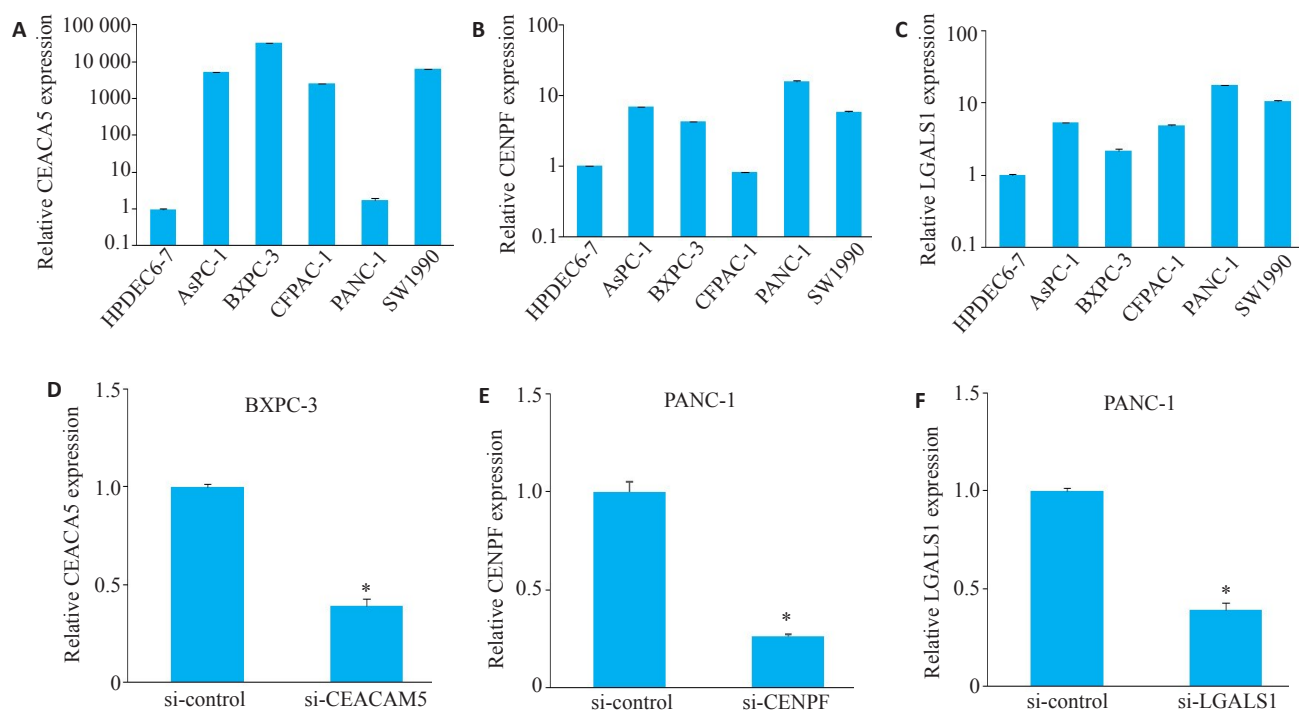 A
Relative CEACA5 expression
100 000
10 000
1000
100
10
1
0.1
HPDEC6-7
AsPC-1
BXPC-3
CFPAC-1
PANC-1
SW1990
B
Relative CENPF expression
100
10
1
0.1
HPDEC6-7
AsPC-1
BXPC-3
CFPAC-1
PANC-1
SW1990
C
Relative LGALS1 expression
100
10
1
0.1
HPDEC6-7
AsPC-1
BXPC-3
CFPAC-1
PANC-1
SW1990
D
Relative CEACA5 expression
BXPC-3
1.5
1.0
0.5
0
*
si-control
si-CEACAM5
E
Relative CENPF expression
PANC-1
1.5
1.0
0.5
0
*
si-control
si-CENPF
F
Relative LGALS1 expression
PANC-1
1.5
1.0
0.5
0
*
si-control
si-LGALS1